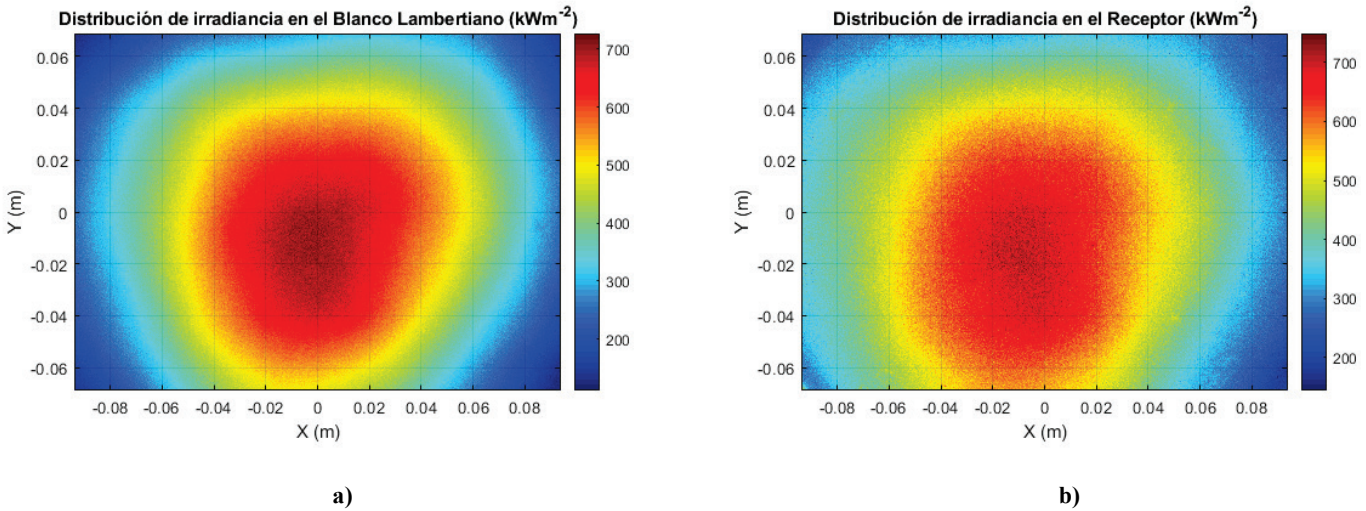 Distribución de irradiancia en el Blanco Lambertiano (kWm-2)
0.06
0.04
0.02
0
-0.02
-0.04
-0.06
Y (m)
-0.08 -0.06 -0.04 -0.02 0 0.02 0.04 0.06 0.08
X (m)
700
600
500
400
300
200
a)
Distribución de irradiancia en el Receptor (kWm-2)
0.06
0.04
0.02
0
-0.02
-0.04
-0.06
Y (m)
-0.08 -0.06 -0.04 -0.02 0 0.02 0.04 0.06 0.08
X (m)
700
600
500
400
300
200
b)